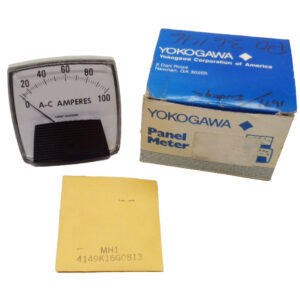 20 40 60 80
0 100
A-C AMPERES
YOKOGAWA
Yokogawa Corporation of America
2 Dart Road
Newnan, GA 30265
YOKOGAWA
Panel
Meter
MH1
4149K16G0813